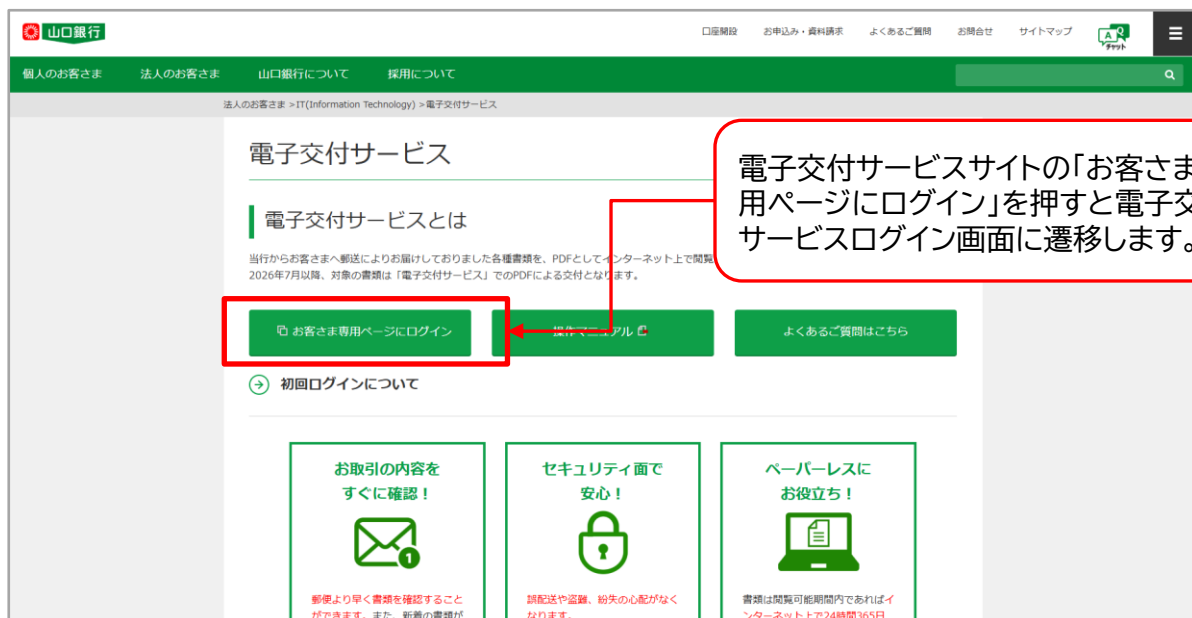 山口銀行
口座開設 お申込み・資料請求 よくあるご質問 お問合せ サイトマップ
A Q
チャット
個人のお客さま 法人のお客さま 山口銀行について 採用について
法人のお客さま >IT(Information Technology) >電子交付サービス
電子交付サービス
電子交付サービスサイトの「お客さま
用ページにログイン」を押すと電子交
サービスログイン画面に遷移します。
電子交付サービスとは
当行からお客さまへ郵送によりお届けしておりました各種書類を、PDFとしてインターネット上で閲覧
2026年7月以降、対象の書類は「電子交付サービス」でのPDFによる交付となります。
お客さま専用ページにログイン
操作マニュアル
よくあるご質問はこちら
初回ログインについて
お取引の内容を
すぐに確認！
1
郵便より早く書類を確認すること
ができます。また、新着の書類が
セキュリティ面で
安心！
誤配送や盗難、紛失の心配がなく
なります。
ペーパーレスに
お役立ち！
書類は閲覧可能期間内であればイ
ンターネット上で24時間365日